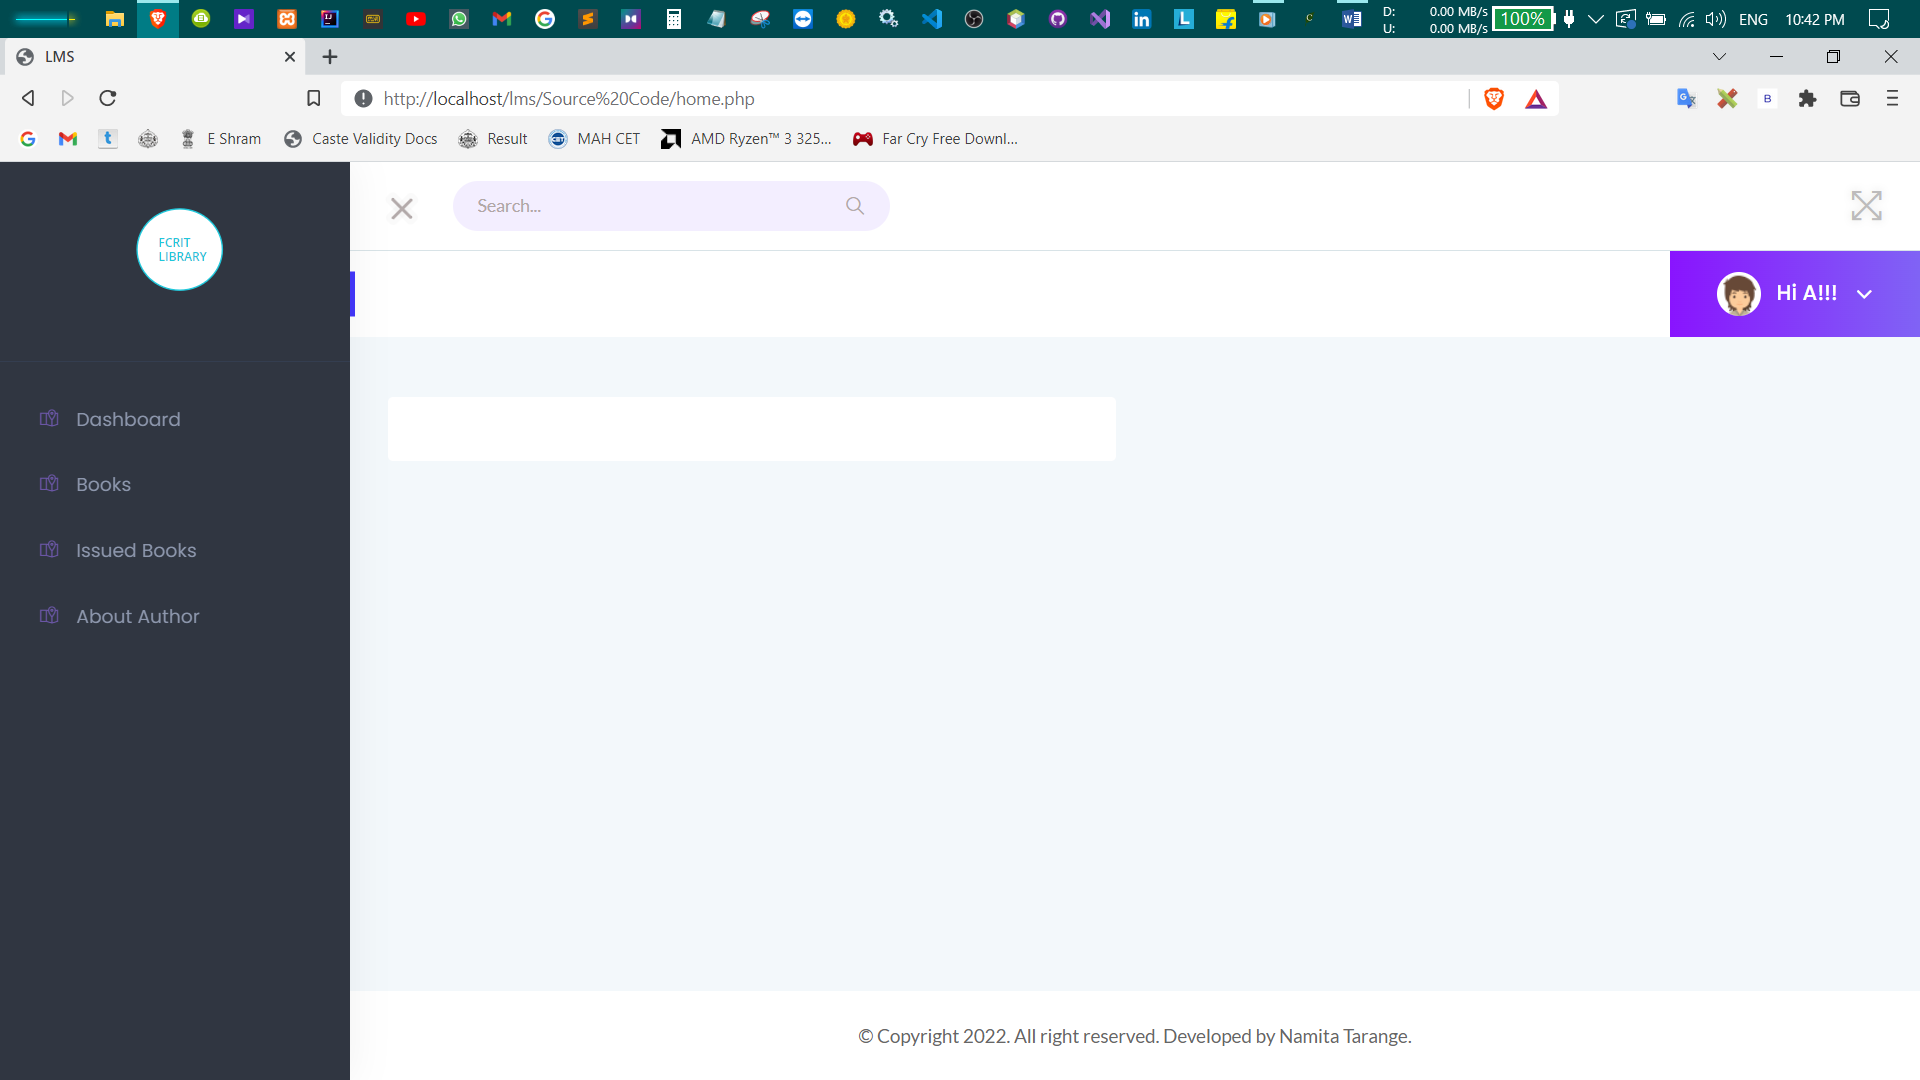 D: 0.00 MB/s
U: 0.00 MB/s
100%
ENG
10:42 PM
LMS
http://localhost/lms/Source%20Code/home.php
B
E Shram
Caste Validity Docs
Result
MAH CET
AMD Ryzen™ 3 325...
Far Cry Free Downl...
FCRIT
LIBRARY
Search...
Hi A!!!
Dashboard
Books
Issued Books
About Author
© Copyright 2022. All right reserved. Developed by Namita Tarange.